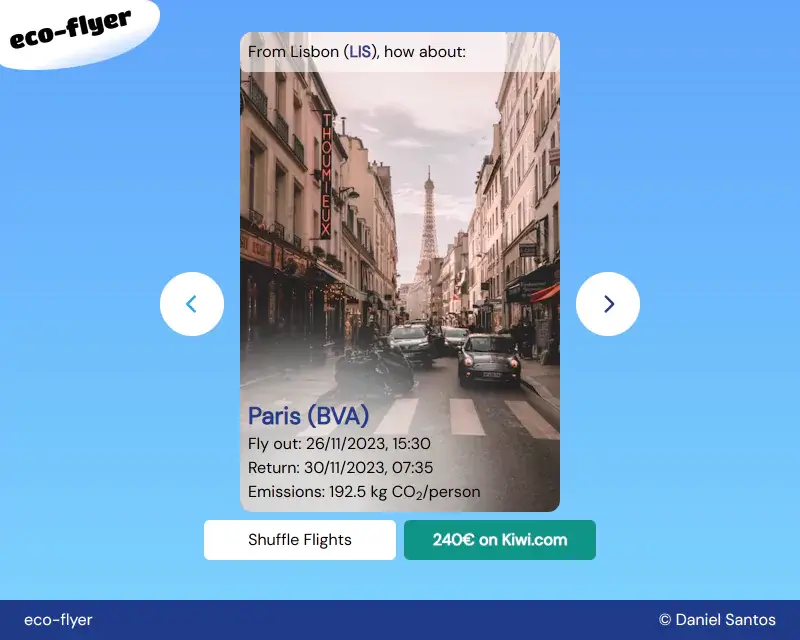 eco-flyer
From Lisbon (LIS), how about:
THOUMIEUX
Paris (BVA)
Fly out: 26/11/2023, 15:30
Return: 30/11/2023, 07:35
Emissions: 192.5 kg CO₂/person
Shuffle Flights
240€ on Kiwi.com
eco-flyer
© Daniel Santos